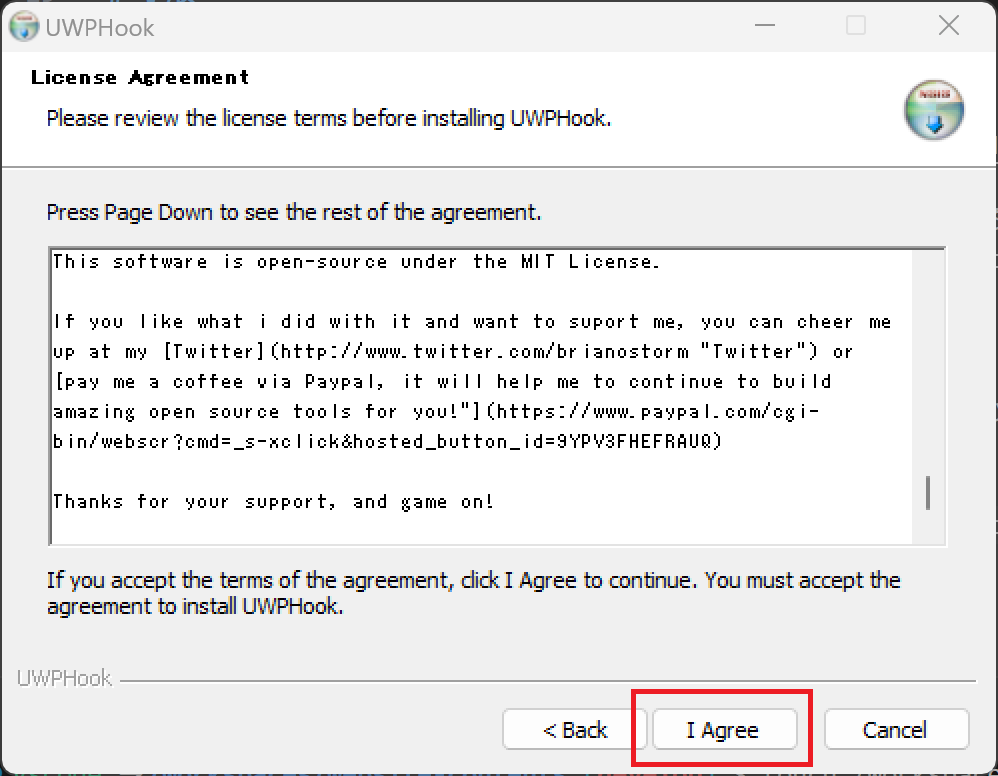 UWPHook
License Agreement
Please review the license terms before installing UWPHook.
Press Page Down to see the rest of the agreement.
This software is open-source under the MIT License.
If you like what i did with it and want to suport me, you can cheer me
up at my [Twitter](http://www.twitter.com/brianostorm "Twitter") or
[pay me a coffee via Paypal, it will help me to continue to build
amazing open source tools for you!"](https://www.paypal.com/cgi-
bin/webscr?cmd=_s-xclick&hosted_button_id=9YPV3FHEFRAUQ)
Thanks for your support, and game on!
If you accept the terms of the agreement, click I Agree to continue. You must accept the
agreement to install UWPHook.
UWPHook
< Back
I Agree
Cancel